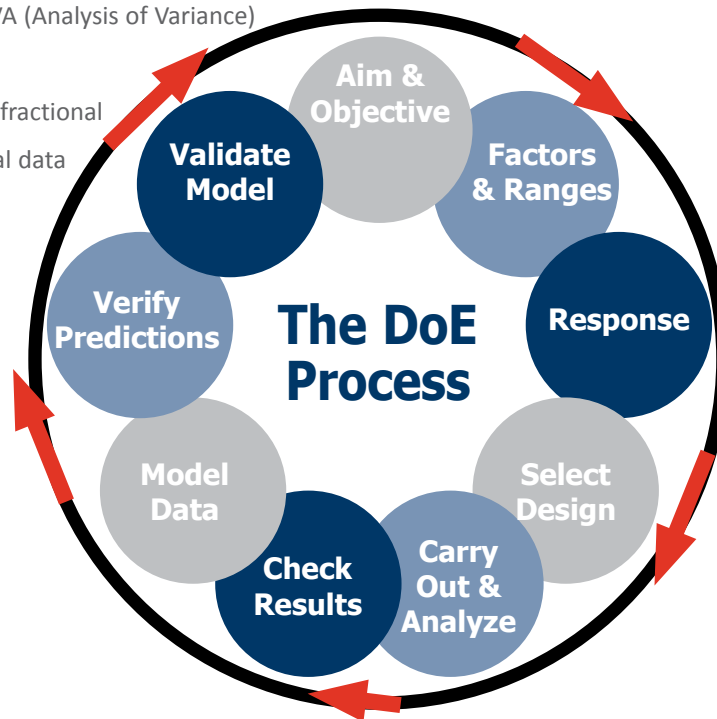 VA (Analysis of Variance)
fractional
al data
Aim &
Objective
Factors
& Ranges
Response
Select
Design
Carry
Out &
Analyze
Check
Results
Model
Data
Verify
Predictions
Validate
Model
The DoE
Process